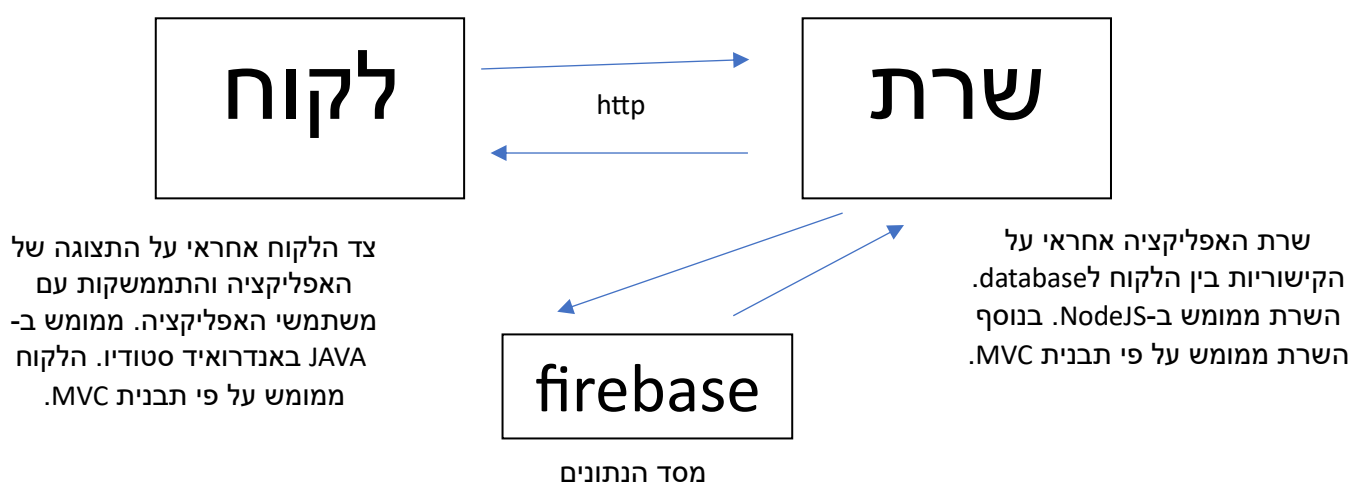 לקוח
http
שרת
צד הלקוח אחראי על התצוגה של
האפליקציה והתממשקות עם
משתמשי האפליקציה. ממומש ב-
JAVA באנדרואיד סטודיו. הלקוח
ממומש על פי תבנית MVC.
שרת האפליקציה אחראי על
הקישוריות בין הלקוח לdatabase.
השרת ממומש ב-NodeJS. בנוסף
השרת ממומש על פי תבנית MVC.
firebase
מסד הנתונים